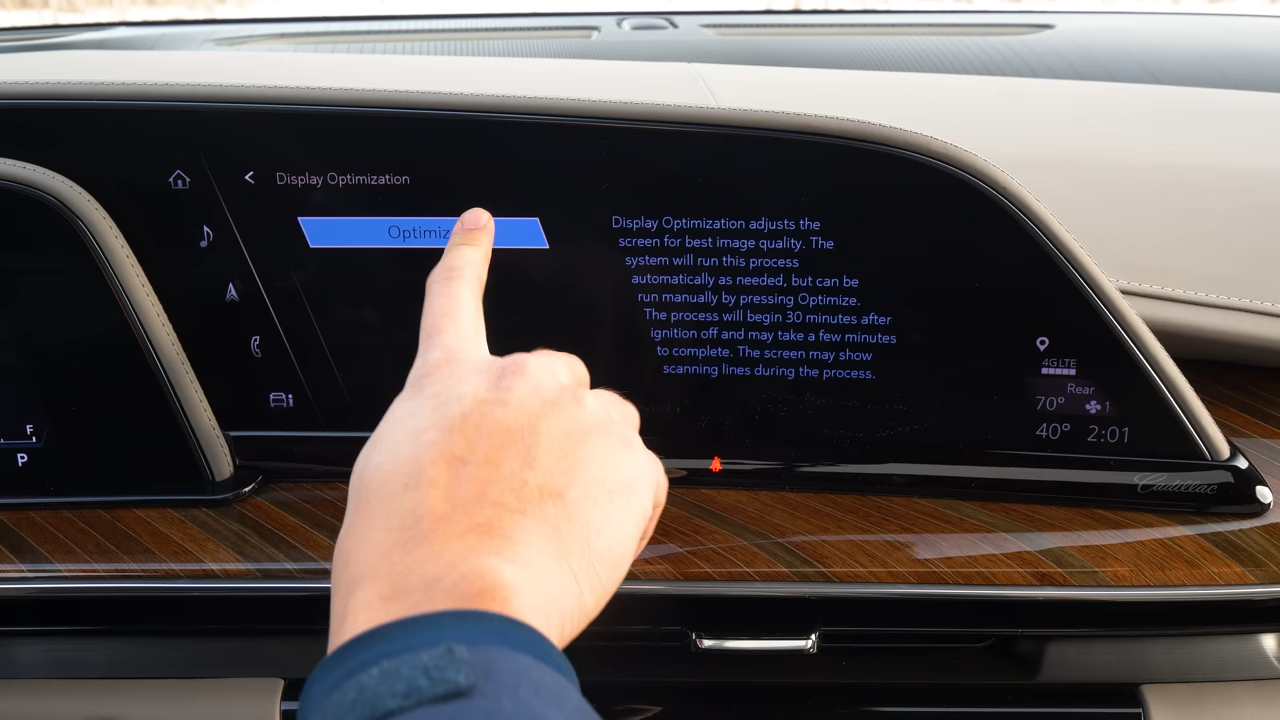 Display Optimization
Optimiz
Display Optimization adjusts the
screen for best image quality. The
system will run this process
automatically as needed, but can be
run manually by pressing Optimize.
The process will begin 30 minutes after
ignition off and may take a few minutes
to complete. The screen may show
scanning lines during the process.
4G LTE
Rear
70° 1
40° 2:01
F
P
Cadillac